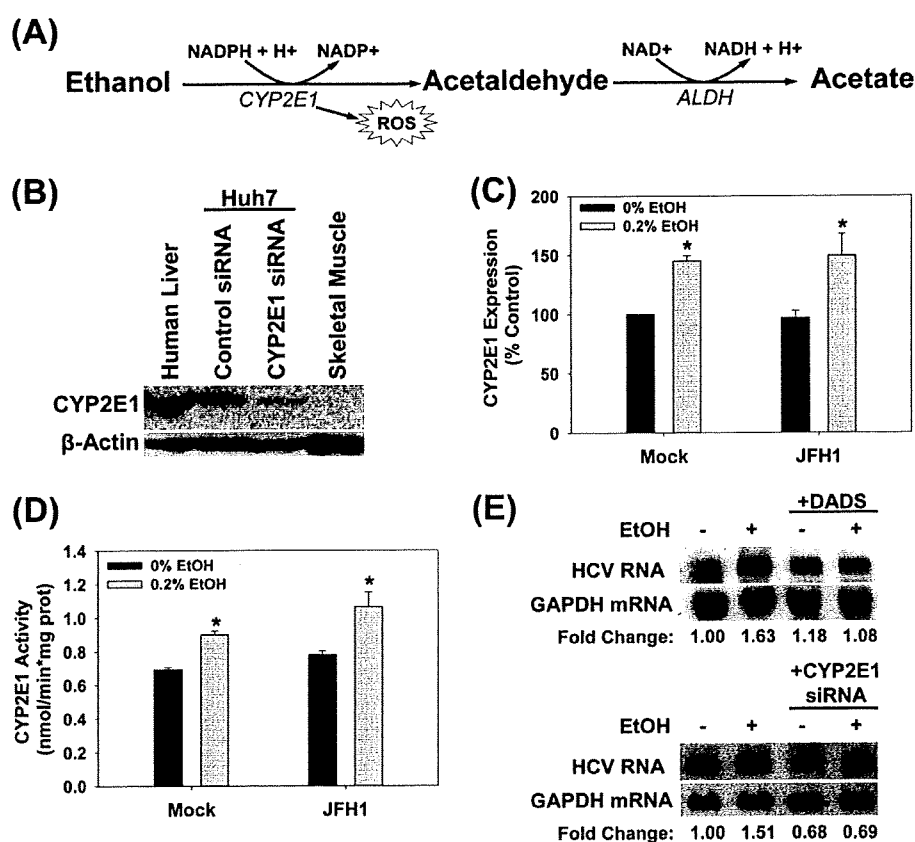 (A)
NADPH + H+ NADP+ NAD+ NADH + H+
Ethanol Acetaldehyde Acetate
CYP2E1 ALDH
ROS
(B)
Huh7
Human Liver
Control siRNA
CYP2E1 siRNA
Skeletal Muscle
CYP2E1
β-Actin
(C)
CYP2E1 Expression
(% Control)
200
150
100
50
0
0% EtOH
0.2% EtOH
* *
Mock JFH1
(D)
CYP2E1 Activity
(nmol/min*mg prot)
1.4
1.2
1.0
0.8
0.6
0.4
0.2
0.0
0% EtOH
0.2% EtOH
* *
Mock JFH1
(E)
+DADS
EtOH - + - +
HCV RNA
GAPDH mRNA
Fold Change: 1.00 1.63 1.18 1.08
+CYP2E1
siRNA
EtOH - + - +
HCV RNA
GAPDH mRNA
Fold Change: 1.00 1.51 0.68 0.69